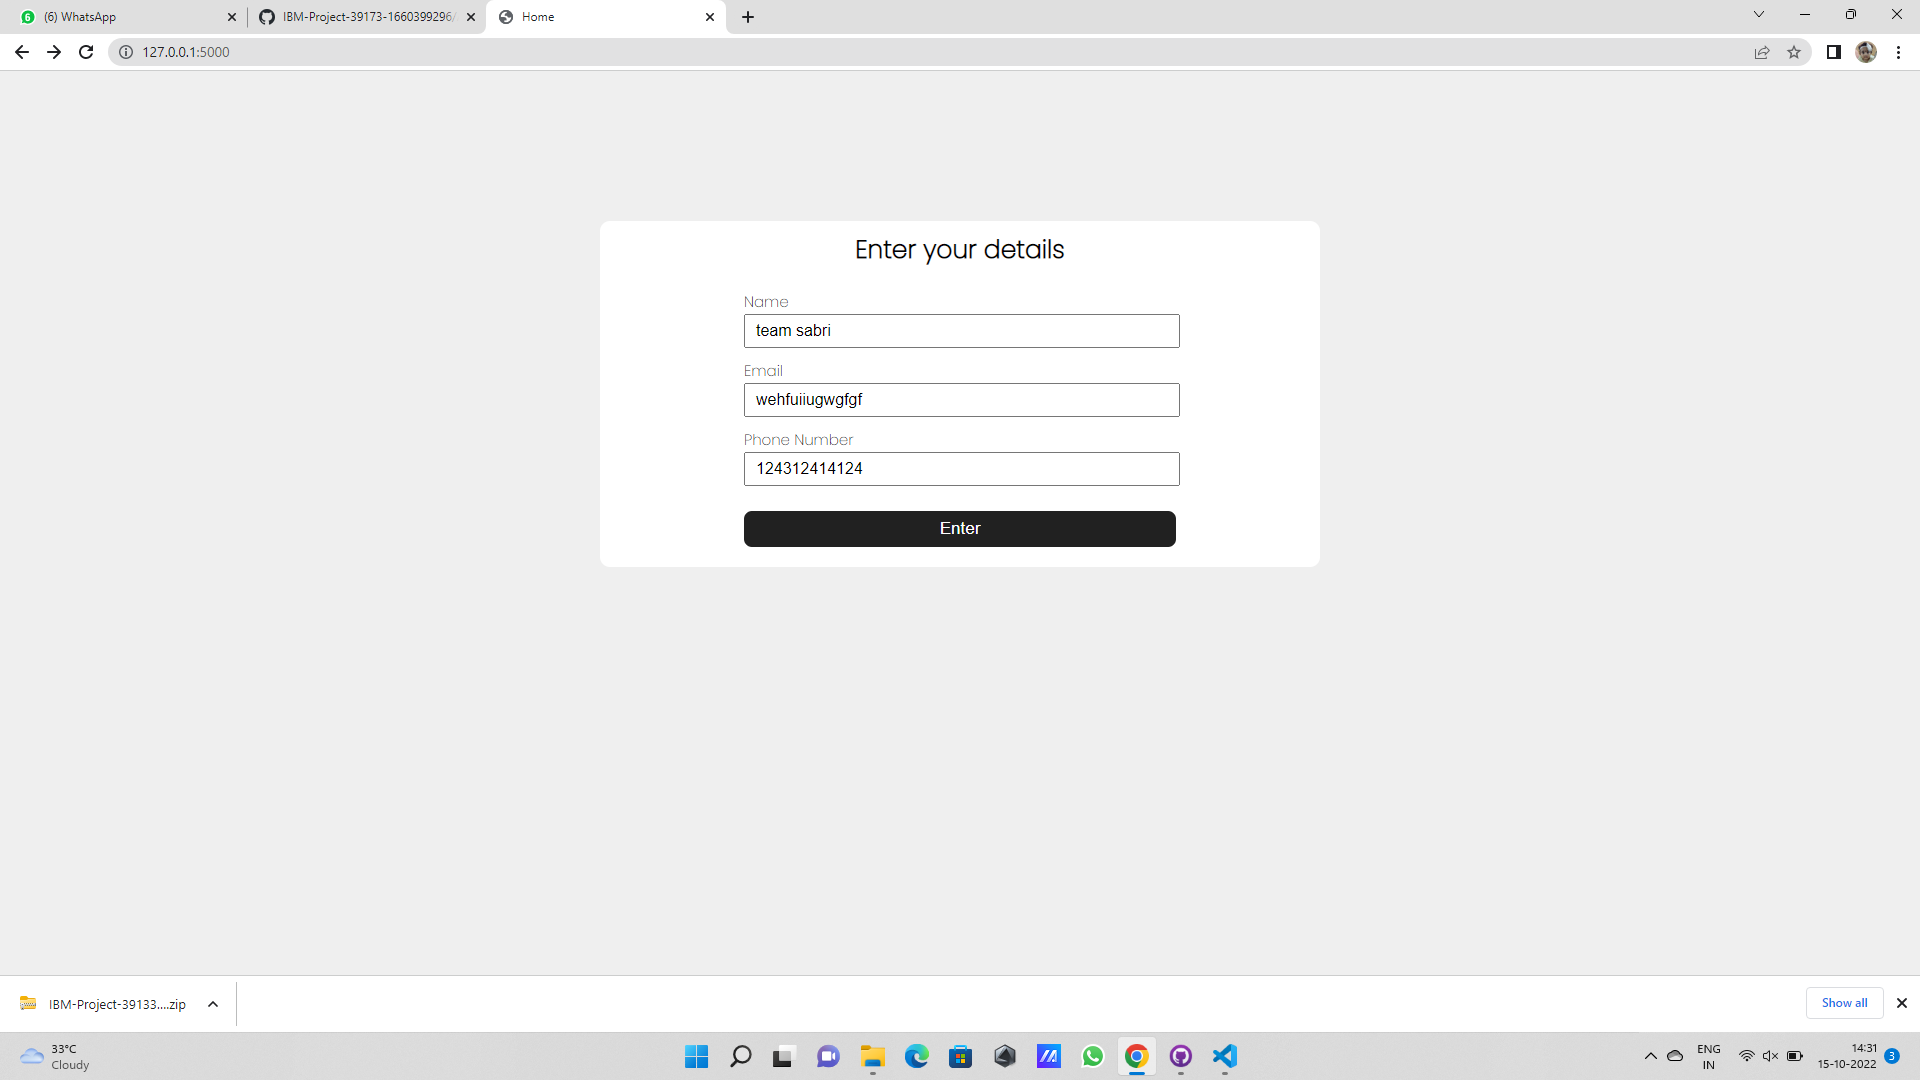 6 (6) WhatsApp
IBM-Project-39173-1660399296/
Home
127.0.0.1:5000
Enter your details
Name
team sabri
Email
wehfuiiugwgfgf
Phone Number
124312414124
Enter
IBM-Project-39133....zip
Show all
33°C
Cloudy
ENG
IN
14:31
15-10-2022
3